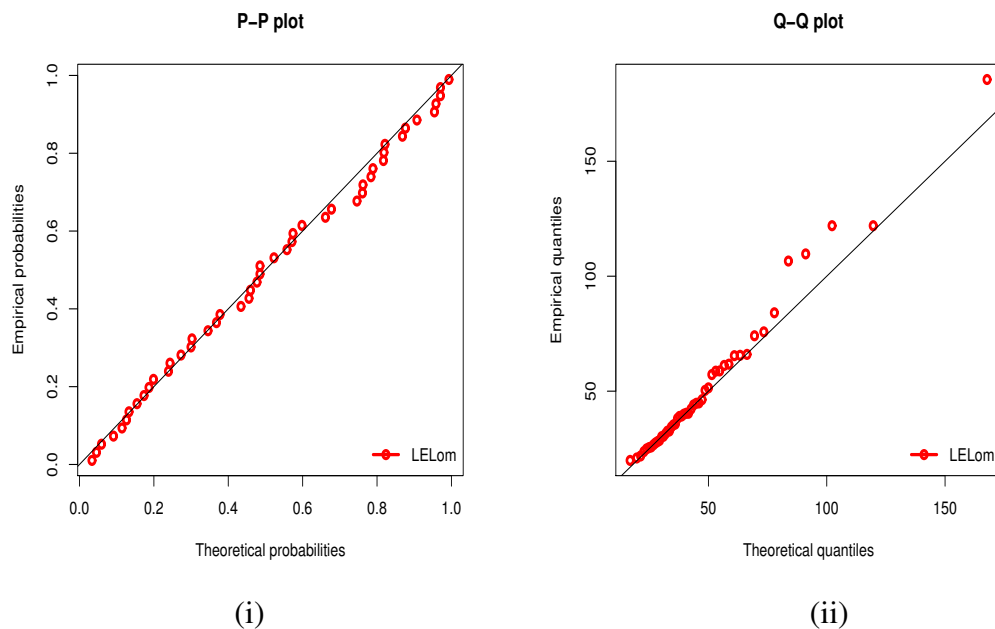 P–P plot
Empirical probabilities
1.0
0.8
0.6
0.4
0.2
0.0
LELom
0.0 0.2 0.4 0.6 0.8 1.0
Theoretical probabilities
(i)
Q–Q plot
Empirical quantiles
150
100
50
LELom
50 100 150
Theoretical quantiles
(ii)